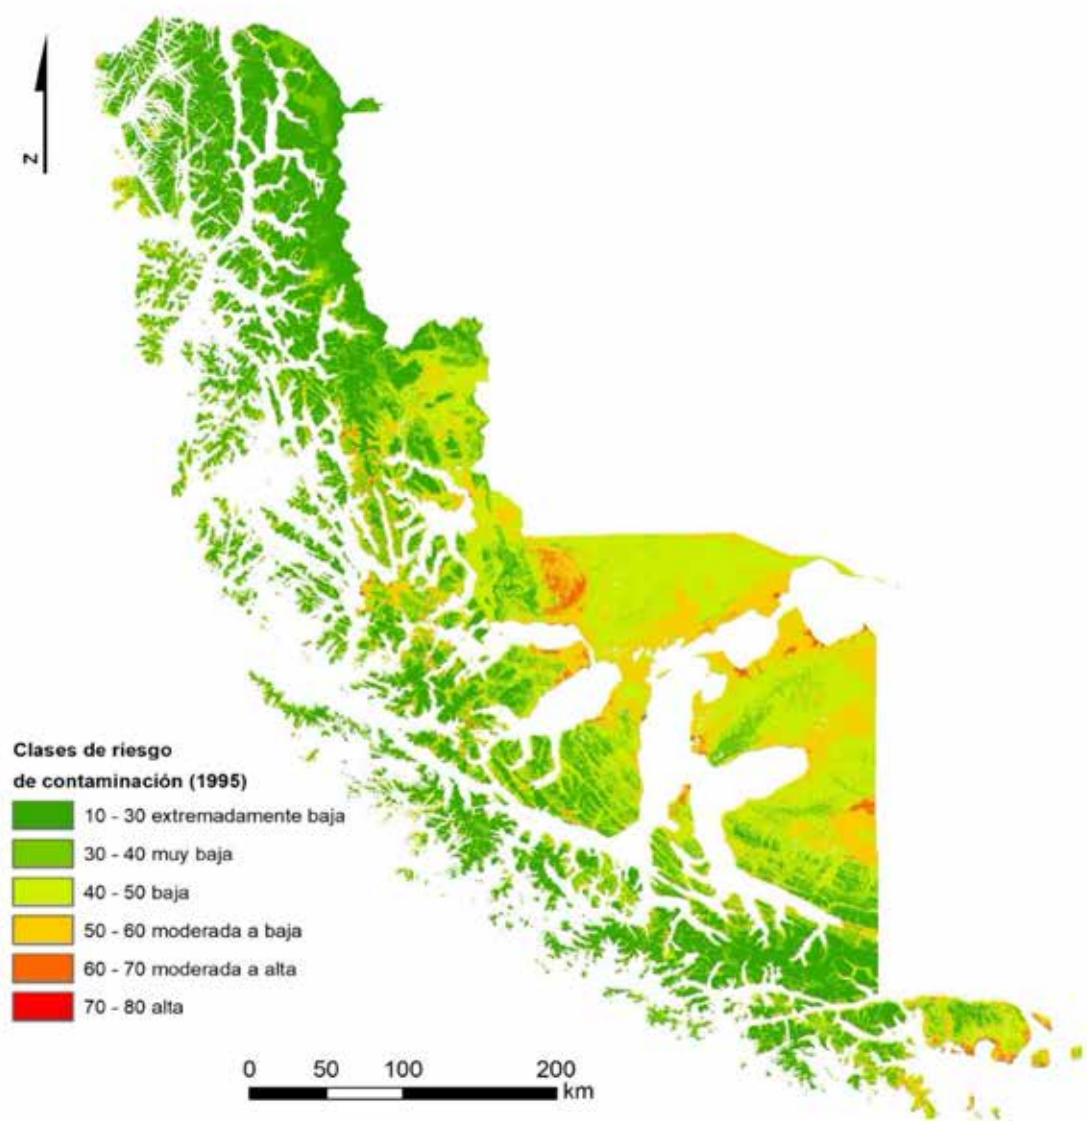 N
Clases de riesgo
de contaminación (1995)
10 - 30 extremadamente baja
30 - 40 muy baja
40 - 50 baja
50 - 60 moderada a baja
60 - 70 moderada a alta
70 - 80 alta
0 50 100 200
km